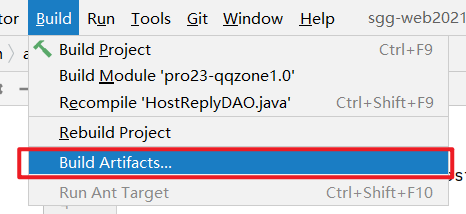 tor Build Run Tools Git Window Help sgg-web2021
Build Project Ctrl+F9
Build Module 'pro23-qqzone1.0'
Recompile 'HostReplyDAO.java' Ctrl+Shift+F9
Rebuild Project
Build Artifacts...
Run Ant Target Ctrl+Shift+F10